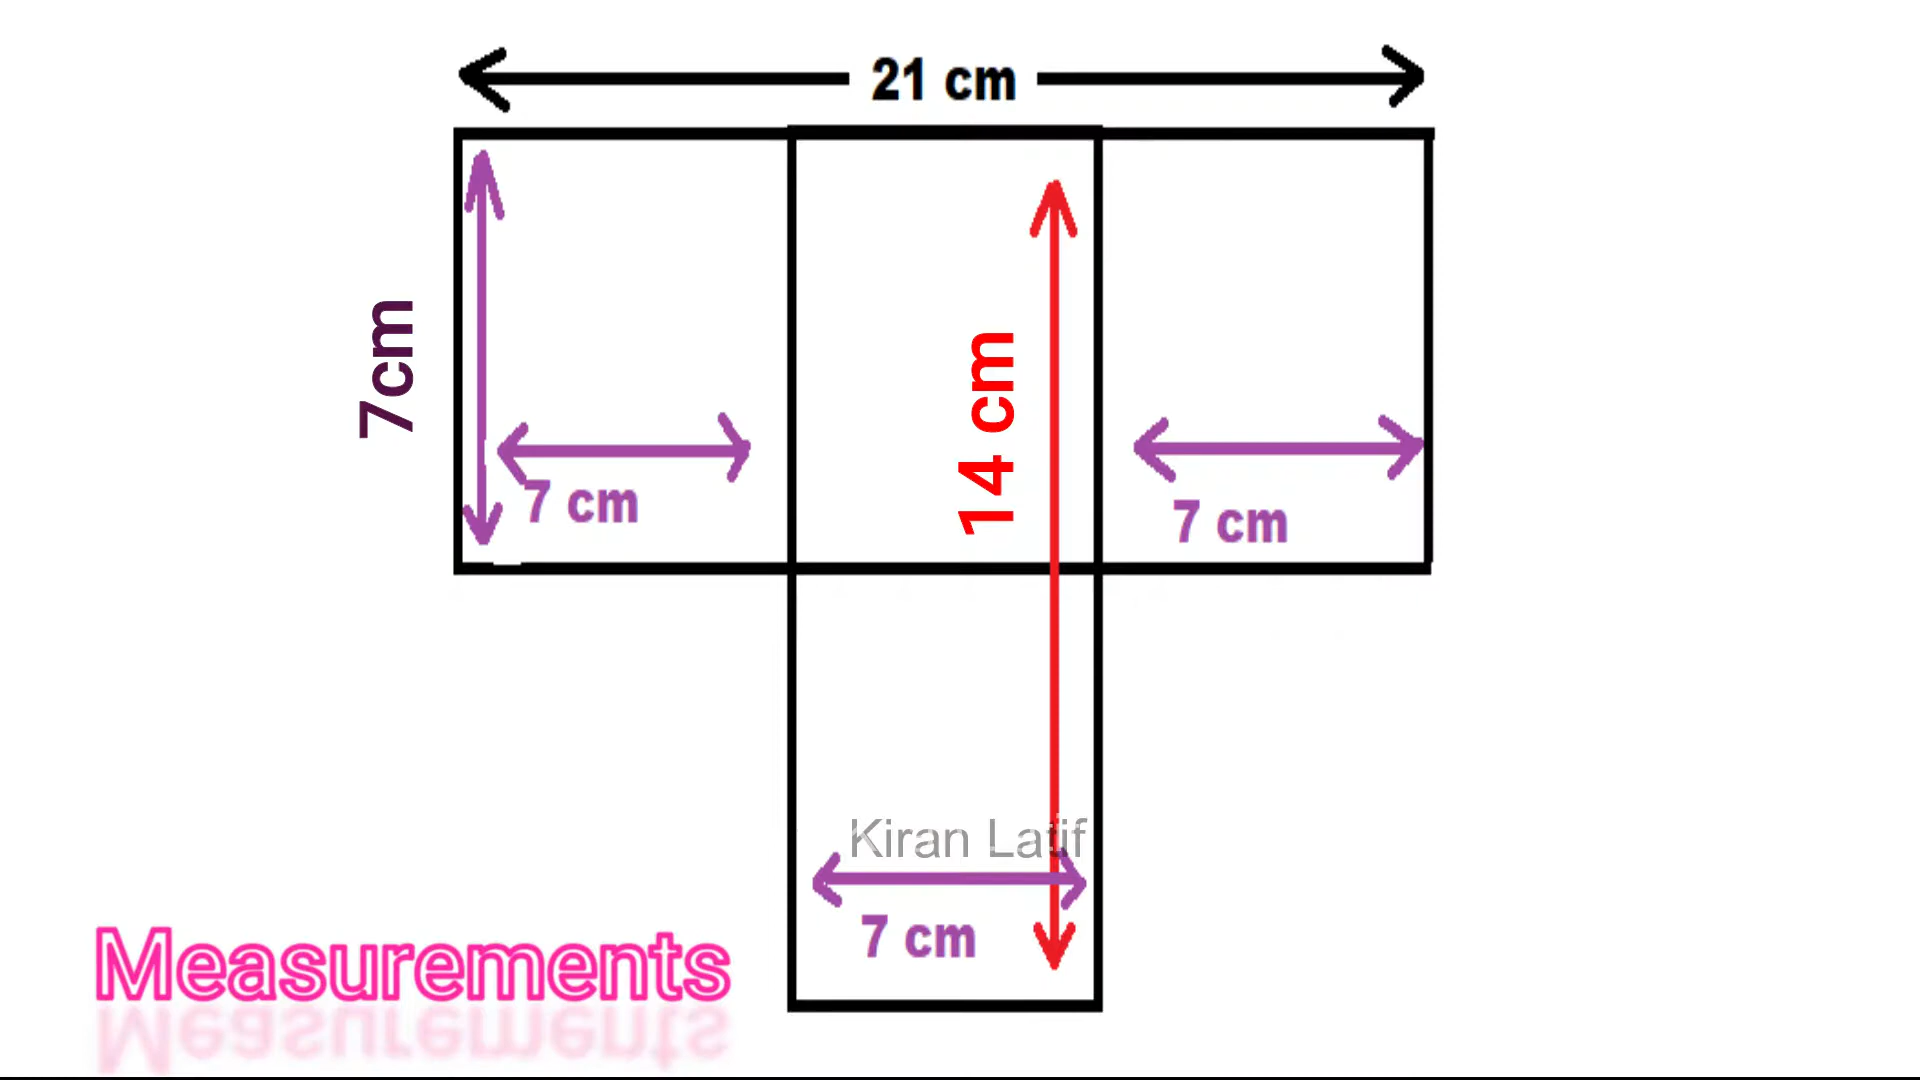 21 cm
7cm
14 cm
7 cm
7 cm
Kiran Latif
7 cm
Measurements